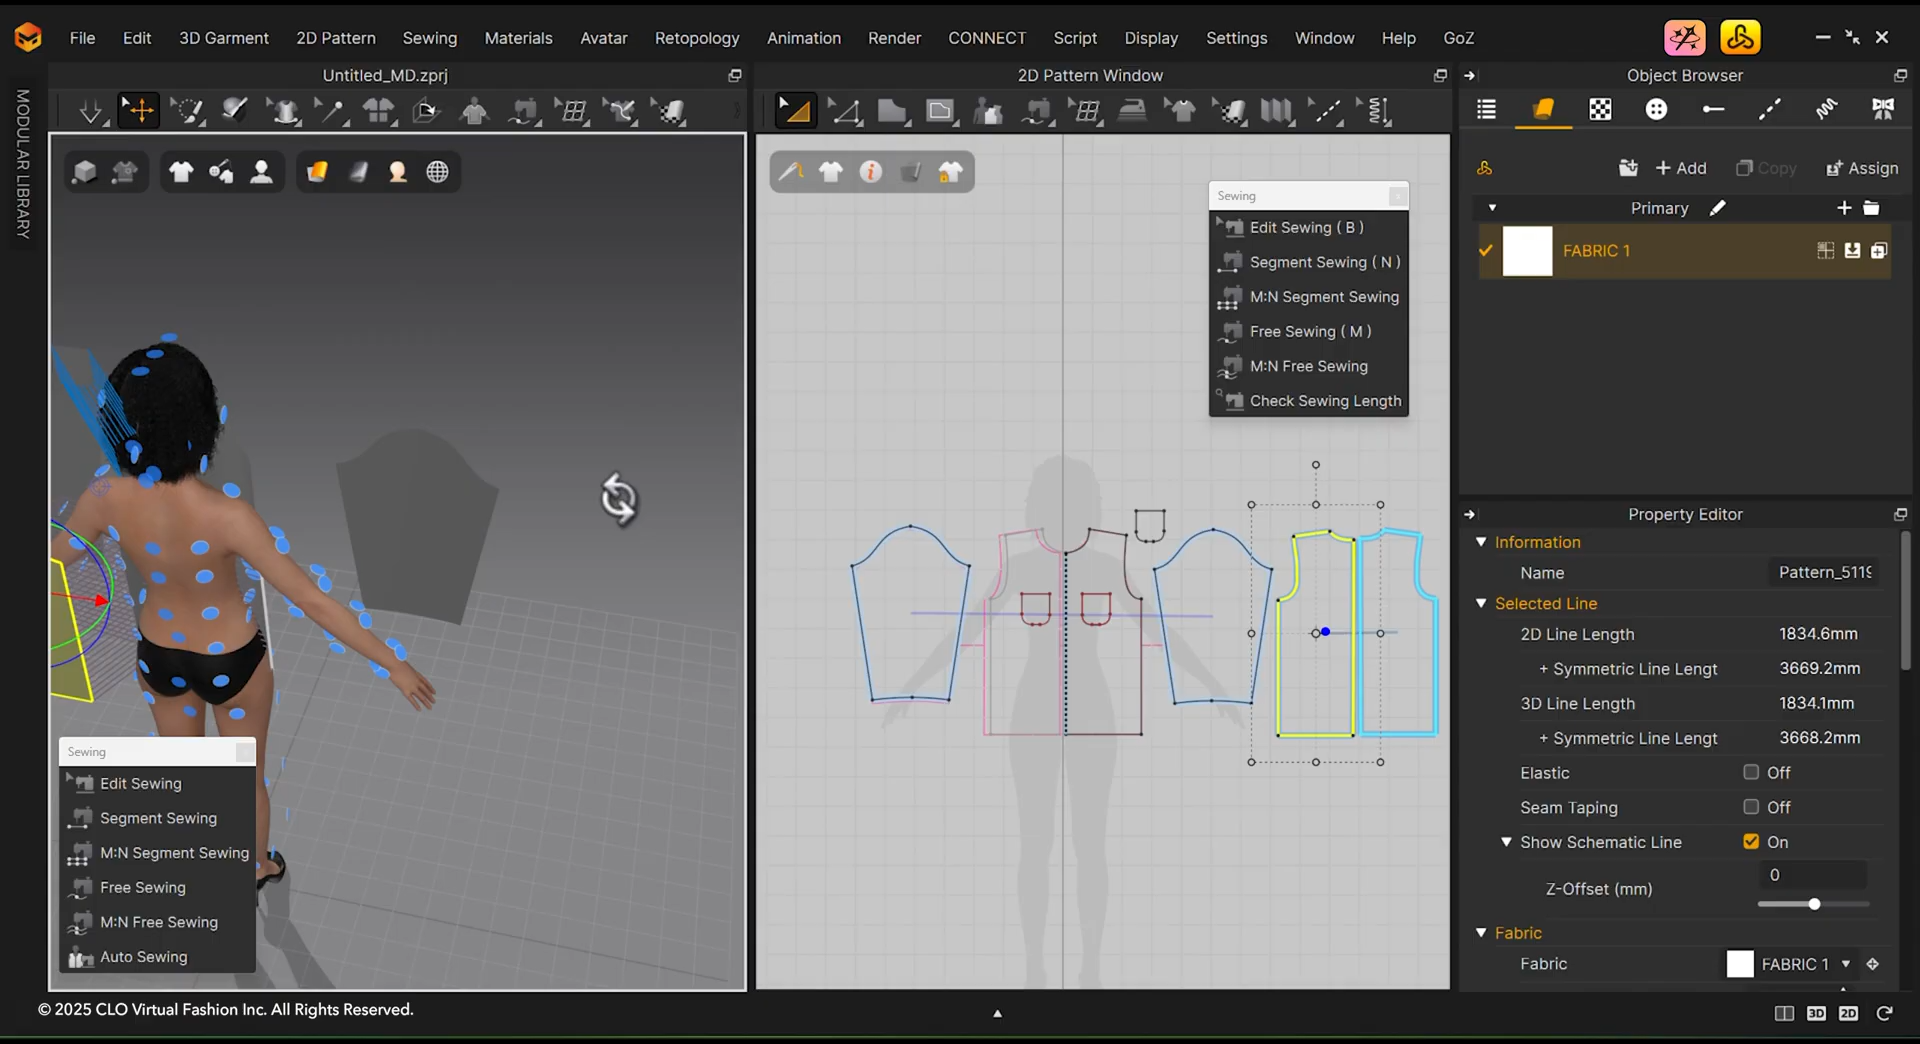 File Edit 3D Garment 2D Pattern Sewing Materials Avatar Retopology Animation Render CONNECT Script Display Settings Window Help GoZ
MODULAR LIBRARY
Untitled_MD.zprj
2D Pattern Window
Object Browser
+ Add
Copy
Assign
Primary
FABRIC 1
Sewing
Edit Sewing ( B )
Segment Sewing ( N )
M:N Segment Sewing
Free Sewing ( M )
M:N Free Sewing
Check Sewing Length
Sewing
Edit Sewing
Segment Sewing
M:N Segment Sewing
Free Sewing
M:N Free Sewing
Auto Sewing
Property Editor
Information
Name Pattern_5119
Selected Line
2D Line Length 1834.6mm
+ Symmetric Line Lengt 3669.2mm
3D Line Length 1834.1mm
+ Symmetric Line Lengt 3668.2mm
Elastic Off
Seam Taping Off
Show Schematic Line On
Z-Offset (mm) 0
Fabric
Fabric FABRIC 1
© 2025 CLO Virtual Fashion Inc. All Rights Reserved.
3D 2D